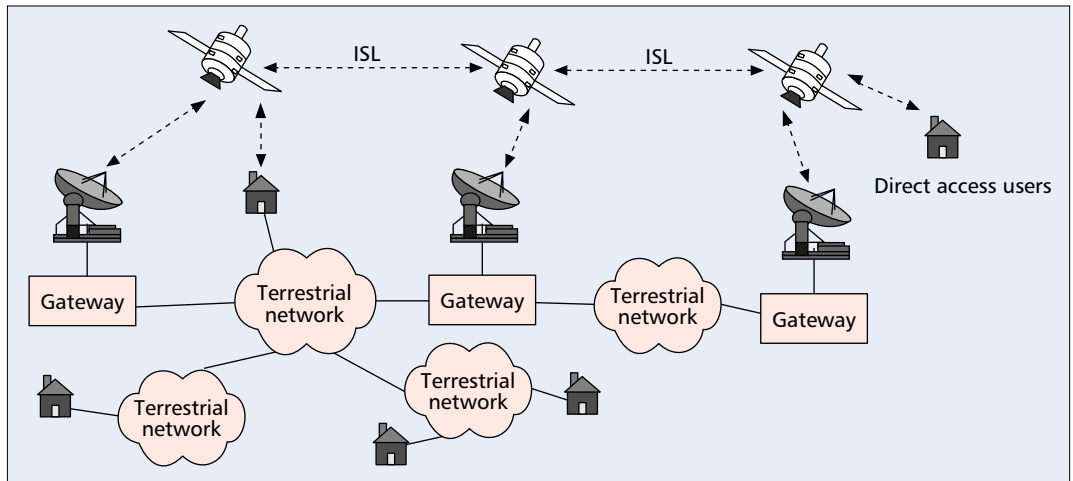 ISL
ISL
Direct access users
Gateway
Terrestrial
network
Gateway
Terrestrial
network
Gateway
Terrestrial
network
Terrestrial
network